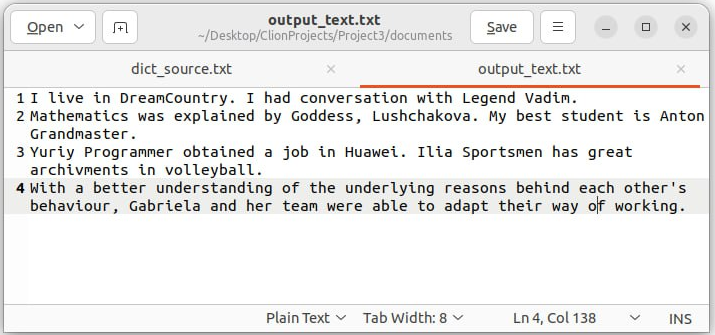 Open
output_text.txt
~/Desktop/ClionProjects/Project3/documents
Save
dict_source.txt
output_text.txt
1 I live in DreamCountry. I had conversation with Legend Vadim.
2 Mathematics was explained by Goddess, Lushchakova. My best student is Anton
Grandmaster.
3 Yuriy Programmer obtained a job in Huawei. Ilia Sportsmen has great
archivments in volleyball.
4 With a better understanding of the underlying reasons behind each other's
behaviour, Gabriela and her team were able to adapt their way of working.
Plain Text Tab Width: 8 Ln 4, Col 138 INS